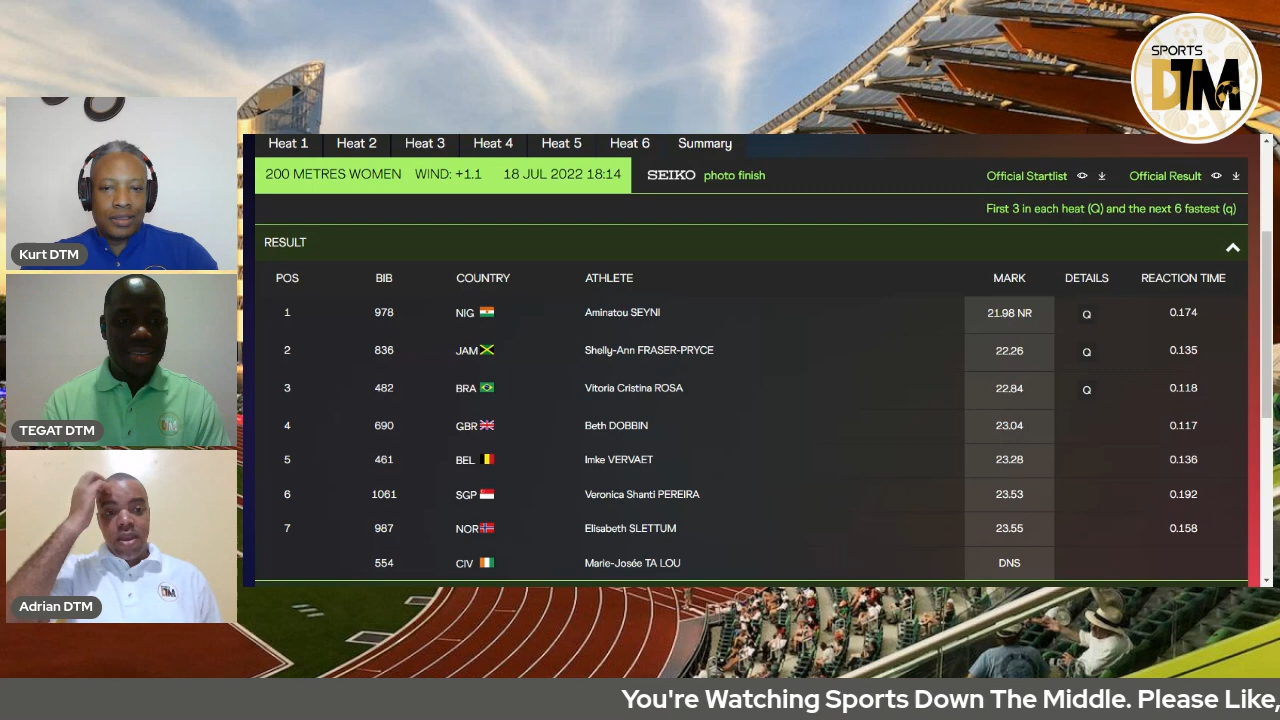 SPORTS
DTM
Heat 1 Heat 2 Heat 3 Heat 4 Heat 5 Heat 6 Summary
200 METRES WOMEN WIND: +1.1 18 JUL 2022 18:14 SEIKO photo finish Official Startlist Official Result
First 3 in each heat (Q) and the next 6 fastest (q)
RESULT
POS BIB COUNTRY ATHLETE MARK DETAILS REACTION TIME
1 978 NIG Aminatou SEYNI 21.98 NR Q 0.174
2 836 JAM Shelly-Ann FRASER-PRYCE 22.26 Q 0.135
3 482 BRA Vitoria Cristina ROSA 22.84 Q 0.118
4 690 GBR Beth DOBBIN 23.04 0.117
5 461 BEL Imke VERVAET 23.28 0.136
6 1061 SGP Veronica Shanti PEREIRA 23.53 0.192
7 987 NOR Elisabeth SLETTUM 23.55 0.158
554 CIV Marie-Josée TA LOU DNS
Kurt DTM
TEGAT DTM
Adrian DTM
DTM
You're Watching Sports Down The Middle. Please Like,